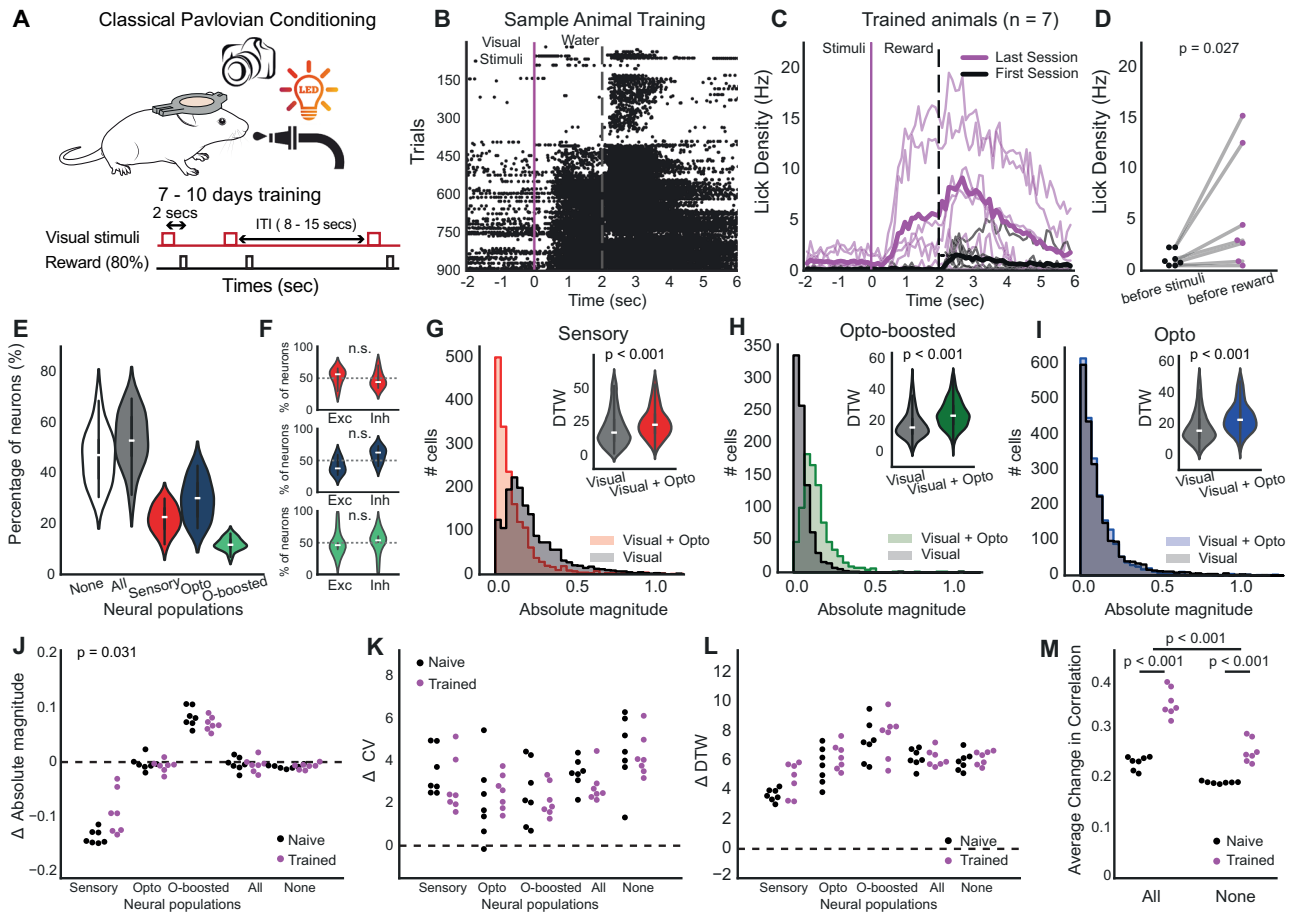 A
Classical Pavlovian Conditioning
LED
7 - 10 days training
2 secs
ITI ( 8 - 15 secs)
Visual stimuli
Reward (80%)
Times (sec)
B
Sample Animal Training
Visual
Stimuli
Water
Trials
150
300
450
600
750
900
-2 -1 0 1 2 3 4 5 6
Time (sec)
C
Trained animals (n = 7)
Stimuli
Reward
Last Session
First Session
Lick Density (Hz)
20
15
10
5
0
-2 -1 0 1 2 3 4 5 6
Time (sec)
D
p = 0.027
Lick Density (Hz)
20
15
10
5
0
before stimuli
before reward
E
Percentage of neurons (%)
80
60
40
20
0
None All Sensory Opto O-boosted
Neural populations
F
n.s.
% of neurons
100
50
0
Exc Inh
n.s.
% of neurons
100
50
0
Exc Inh
n.s.
% of neurons
100
50
0
Exc Inh
G
Sensory
# cells
500
400
300
200
100
0
p < 0.001
DTW
50
25
0
Visual
Visual + Opto
Visual + Opto
Visual
0.0 0.5 1.0
Absolute magnitude
H
Opto-boosted
# cells
350
300
250
200
150
100
50
0
p < 0.001
DTW
60
40
20
0
Visual
Visual + Opto
Visual + Opto
Visual
0.0 0.5 1.0
Absolute magnitude
I
Opto
# cells
600
500
400
300
200
100
0
p < 0.001
DTW
60
40
20
0
Visual
Visual + Opto
Visual + Opto
Visual
0.0 0.5 1.0
Absolute magnitude
J
p = 0.031
Δ Absolute magnitude
0.2
0.1
0
−0.1
−0.2
Naive
Trained
Sensory Opto O-boosted All None
Neural populations
K
Naive
Trained
Δ CV
8
6
4
2
0
Sensory Opto O-boosted All None
Neural populations
L
Δ DTW
12
10
8
6
4
2
0
−2
Naive
Trained
Sensory Opto O-boosted All None
Neural populations
M
p < 0.001
p < 0.001
p < 0.001
Average Change in Correlation
0.4
0.3
0.2
0.1
0
Naive
Trained
All None